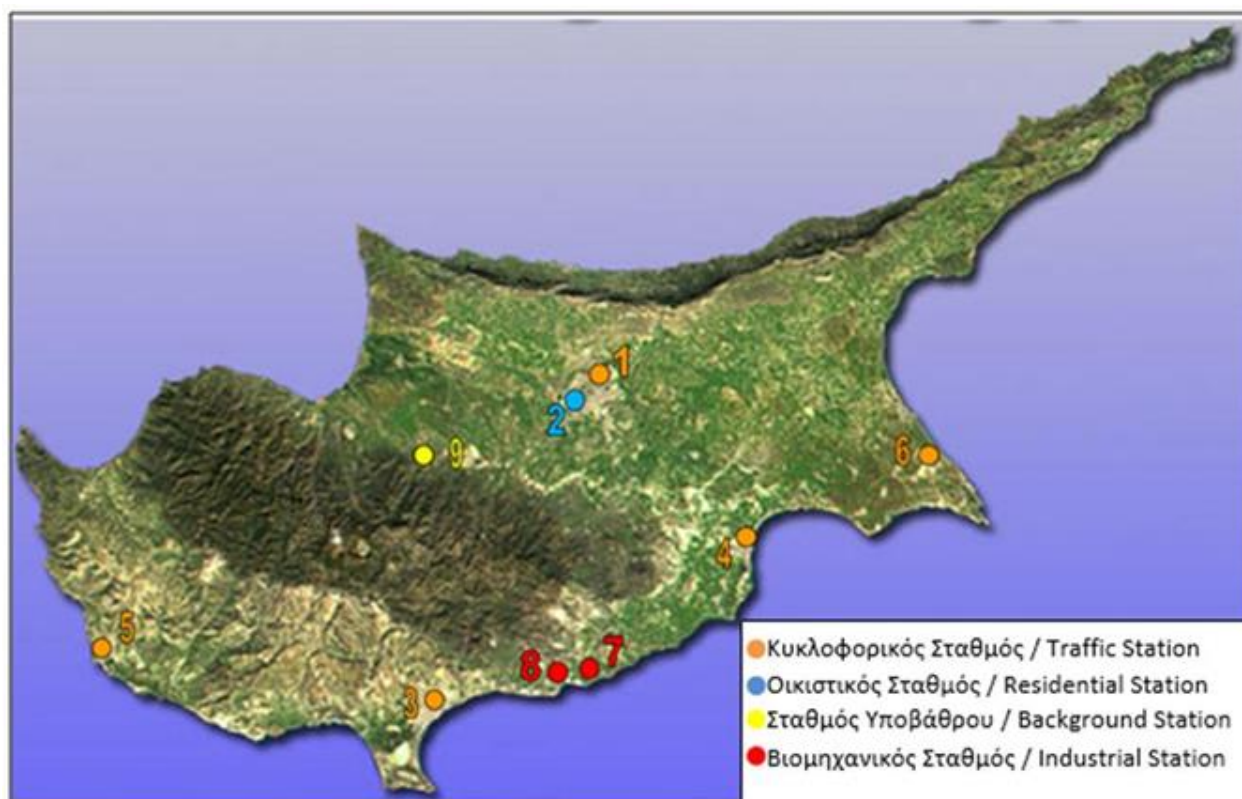 1
2
9
6
4
5
8
7
3
Κυκλοφορικός Σταθμός / Traffic Station
Οικιστικός Σταθμός / Residential Station
Σταθμός Υποβάθρου / Background Station
Βιομηχανικός Σταθμός / Industrial Station